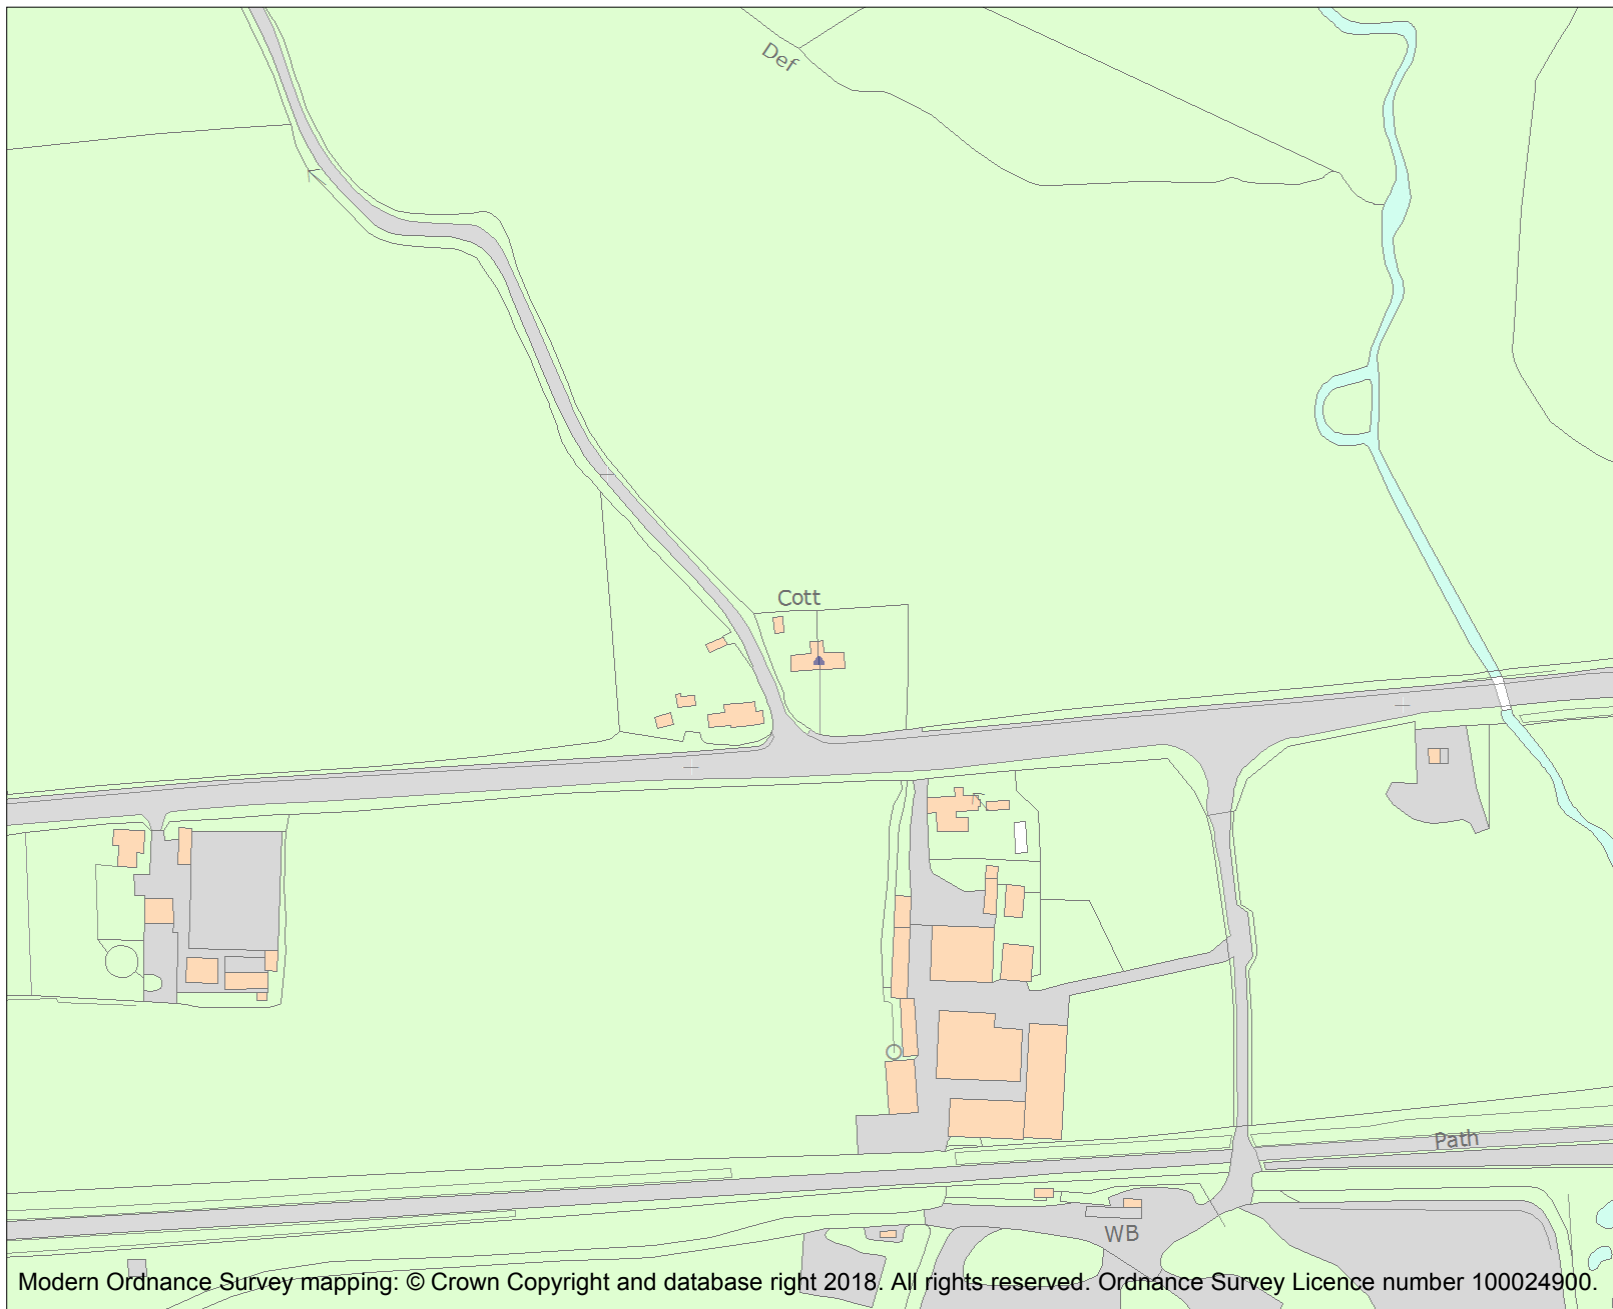 Def
Cott
Path
WB
Modern Ordnance Survey mapping: © Crown Copyright and database right 2018. All rights reserved. Ordnance Survey Licence number 100024900.